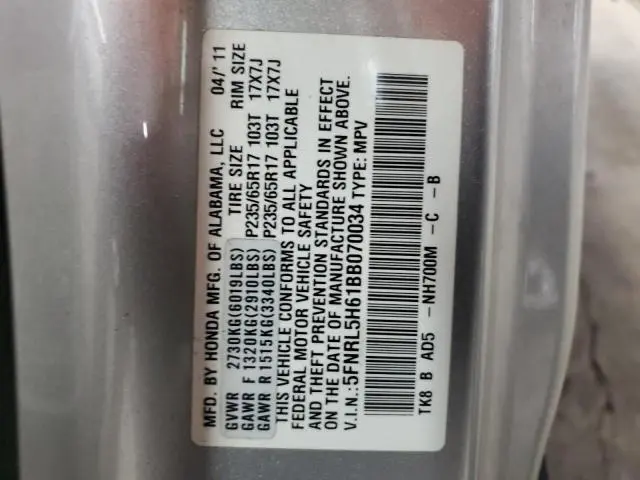 MFD. BY HONDA MFG. OF ALABAMA, LLC 04/'11
GVWR 2730KG(6019LBS) TIRE SIZE RIM SIZE
GAWR F 1320KG(2910LBS) P235/65R17 103T 17X7J
GAWR R 1515KG(3340LBS) P235/65R17 103T 17X7J
THIS VEHICLE CONFORMS TO ALL APPLICABLE
FEDERAL MOTOR VEHICLE SAFETY
AND THEFT PREVENTION STANDARDS IN EFFECT
ON THE DATE OF MANUFACTURE SHOWN ABOVE.
V.I.N.: 5FNRL5H61BB070034 TYPE: MPV
TK8 B AD5 -NH700M -C -B